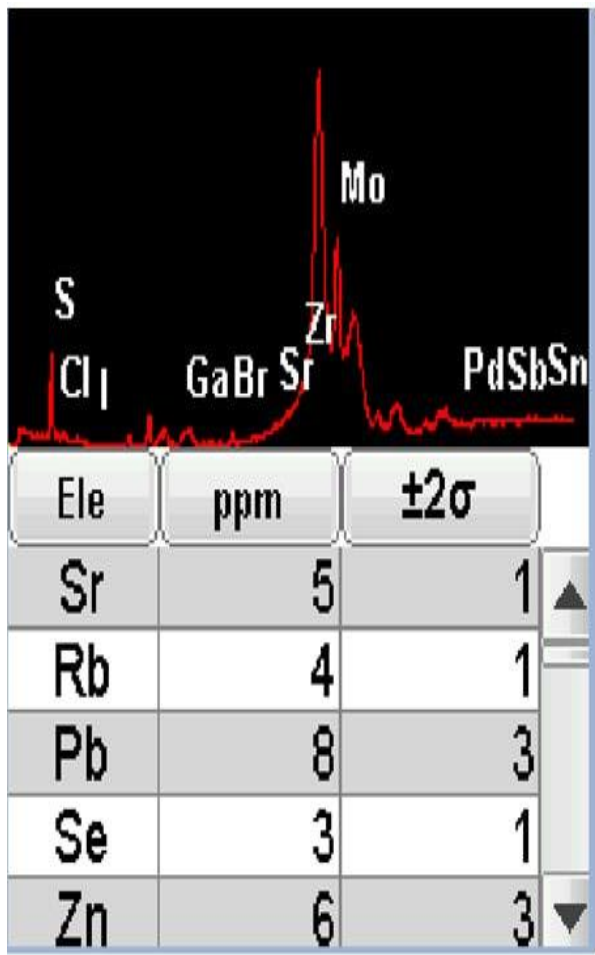 Mo
S
Zr
Cl I GaBr Sr PdSbSn
Ele ppm ±2σ
Sr 5 1
Rb 4 1
Pb 8 3
Se 3 1
Zn 6 3